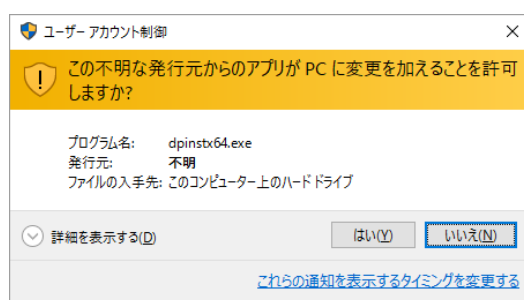 ユーザー アカウント制御
この不明な発行元からのアプリが PC に変更を加えることを許可
しますか?
プログラム名: dpinstx64.exe
発行元: 不明
ファイルの入手先: このコンピューター上のハード ドライブ
詳細を表示する(D)
はい(Y) いいえ(N)
これらの通知を表示するタイミングを変更する